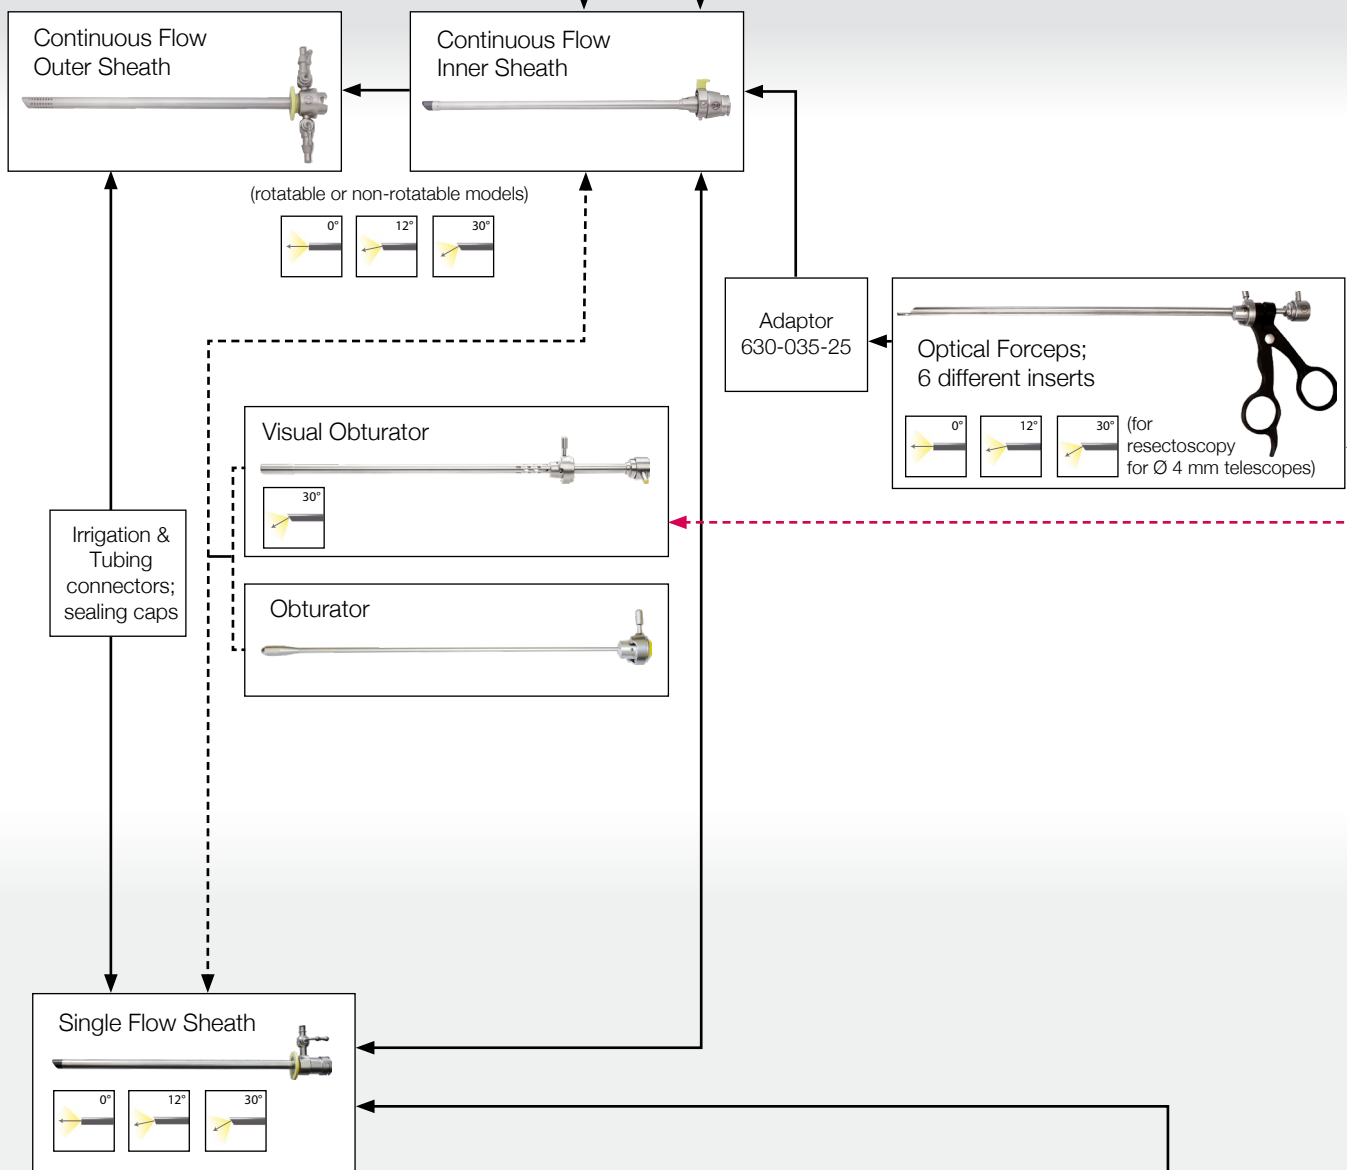 Continuous Flow
Outer Sheath
Continuous Flow
Inner Sheath
(rotatable or non-rotatable models)
0°
12°
30°
Adaptor
630-035-25
Optical Forceps;
6 different inserts
0°
12°
30°
(for
resectoscopy
for Ø 4 mm telescopes)
Visual Obturator
30°
Irrigation &
Tubing
connectors;
sealing caps
Obturator
Single Flow Sheath
0°
12°
30°